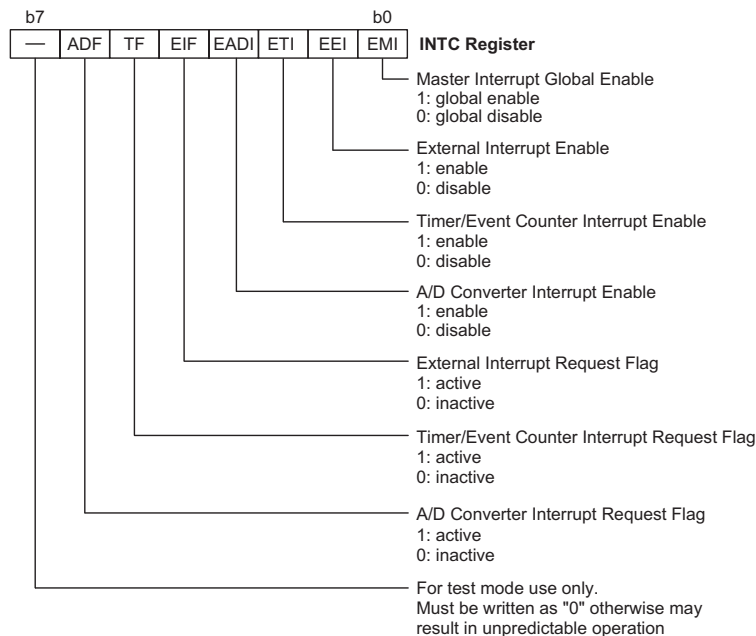 b7 b0
— ADF TF EIF EADI ETI EEI EMI INTC Register
Master Interrupt Global Enable
1: global enable
0: global disable
External Interrupt Enable
1: enable
0: disable
Timer/Event Counter Interrupt Enable
1: enable
0: disable
A/D Converter Interrupt Enable
1: enable
0: disable
External Interrupt Request Flag
1: active
0: inactive
Timer/Event Counter Interrupt Request Flag
1: active
0: inactive
A/D Converter Interrupt Request Flag
1: active
0: inactive
For test mode use only.
Must be written as "0" otherwise may
result in unpredictable operation